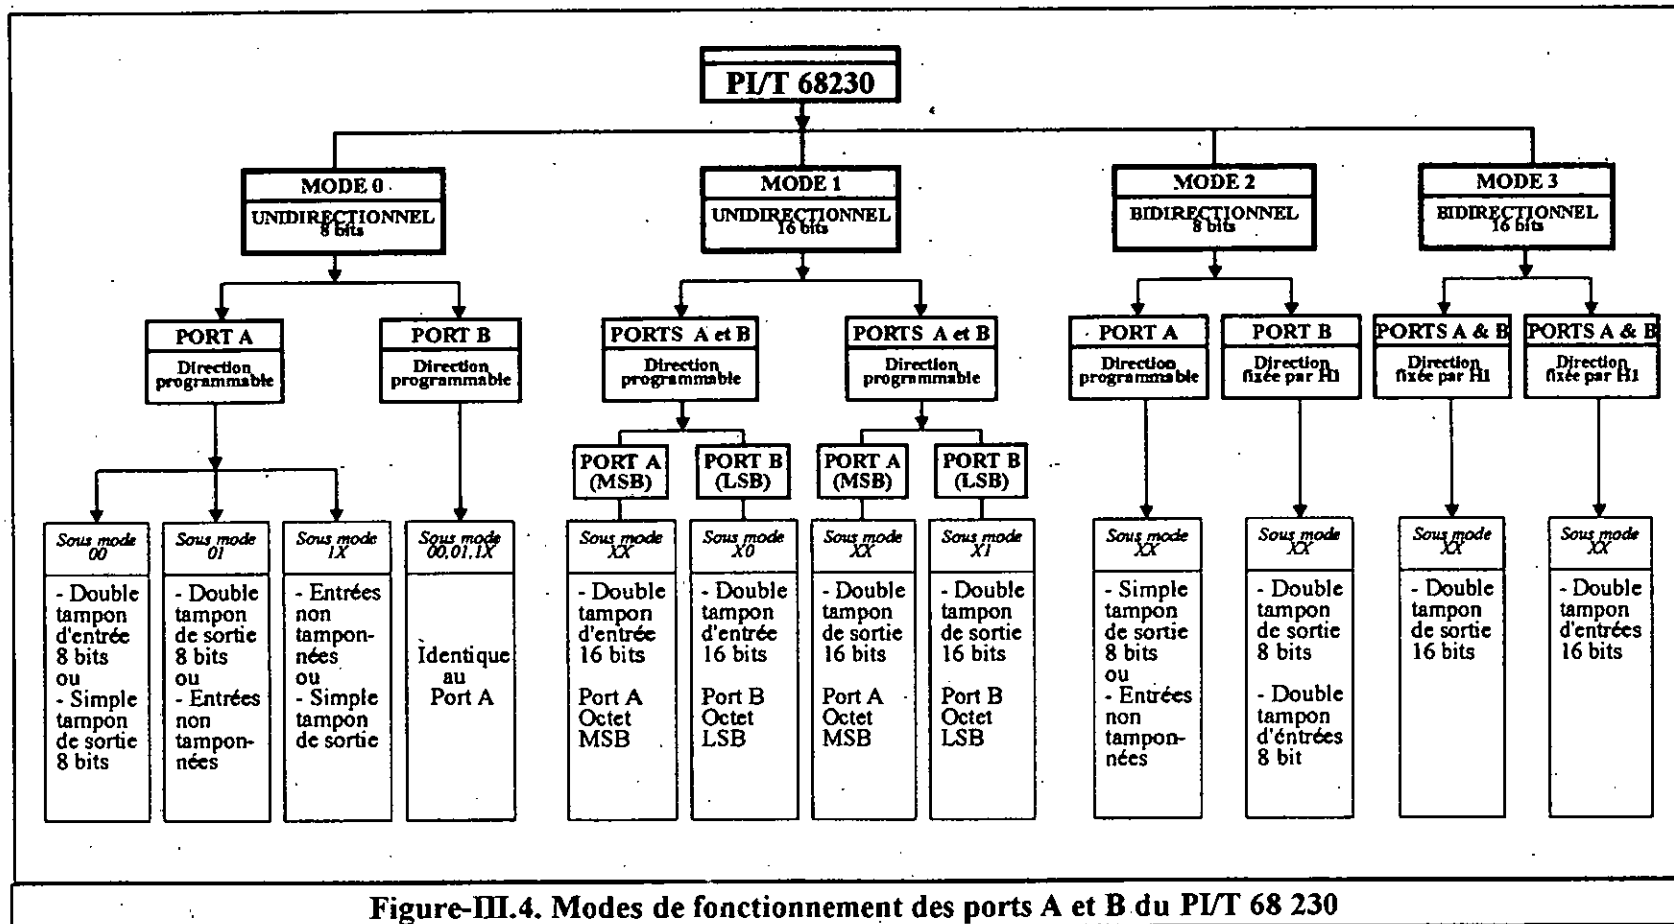 PI/T 68230
MODE 0
UNIDIRECTIONNEL
8 bits
MODE 1
UNIDIRECTIONNEL
16 bits
MODE 2
BIDIRECTIONNEL
8 bits
MODE 3
BIDIRECTIONNEL
16 bits
PORT A
Direction
programmable
PORT B
Direction
programmable
PORTS A et B
Direction
programmable
PORTS A et B
Direction
programmable
PORT A
Direction
programmable
PORT B
Direction
fixée par H1
PORTS A & B
Direction
fixée par H1
PORTS A & B
Direction
fixée par H1
PORT A
(MSB)
PORT B
(LSB)
PORT A
(MSB)
PORT B
(LSB)
Sous mode
00
- Double
tampon
d'entrée
8 bits
ou
- Simple
tampon
de sortie
8 bits
Sous mode
01
- Double
tampon
de sortie
8 bits
ou
- Entrées
non
tampon-
nées
Sous mode
1X
- Entrées
non
tampon-
nées
ou
- Simple
tampon
de sortie
Sous mode
00,01,1X
Identique
au
Port A
Sous mode
XX
- Double
tampon
d'entrée
16 bits
Port A
Octet
MSB
Sous mode
X0
- Double
tampon
d'entrée
16 bits
Port B
Octet
LSB
Sous mode
XX
- Double
tampon
de sortie
16 bits
Port A
Octet
MSB
Sous mode
X1
- Double
tampon
de sortie
16 bits
Port B
Octet
LSB
Sous mode
XX
- Simple
tampon
de sortie
8 bits
ou
- Entrées
non
tampon-
nées
Sous mode
XX
- Double
tampon
de sortie
8 bits
- Double
tampon
d'éntrées
8 bit
Sous mode
XX
- Double
tampon
de sortie
16 bits
Sous mode
XX
- Double
tampon
d'entrées
16 bits
Figure-III.4. Modes de fonctionnement des ports A et B du PI/T 68 230